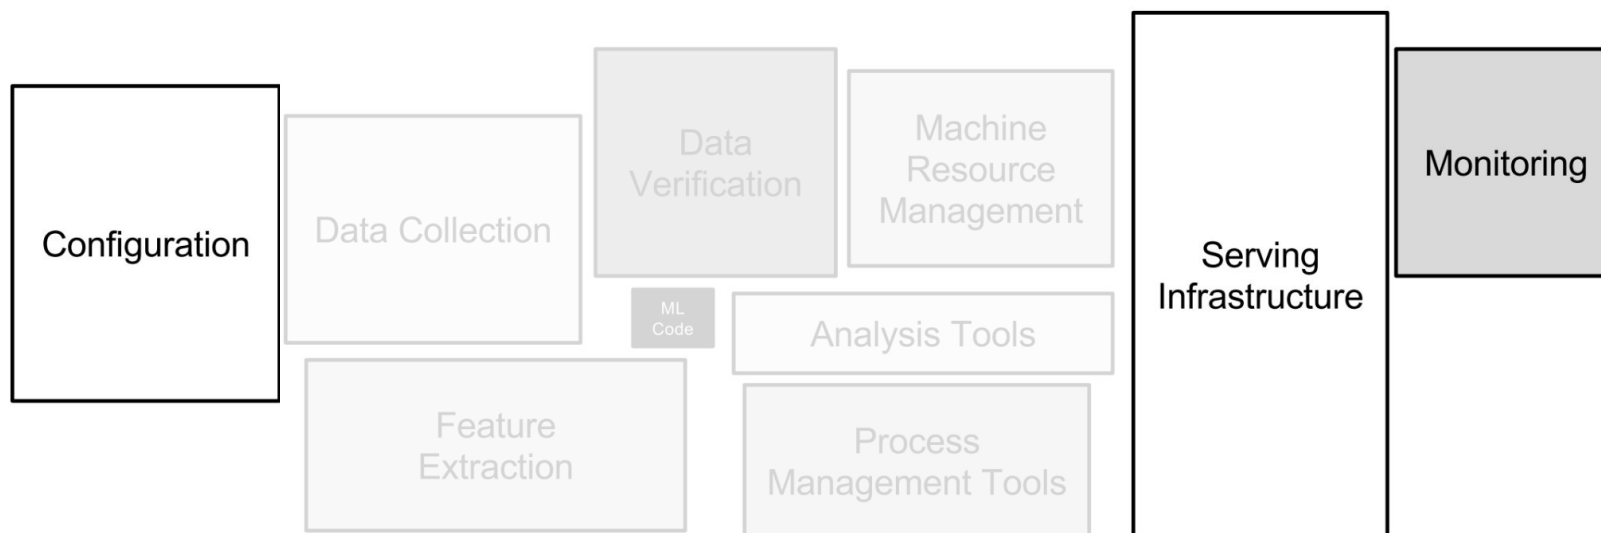 Configuration
Data Collection
Data
Verification
Machine
Resource
Management
Monitoring
ML
Code
Analysis Tools
Serving
Infrastructure
Feature
Extraction
Process
Management Tools